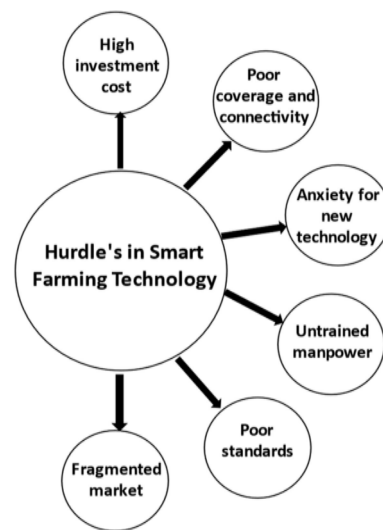 High
investment
cost
Poor
coverage and
connectivity
Anxiety for
new
technology
Hurdle's in Smart
Farming Technology
Untrained
manpower
Poor
standards
Fragmented
market